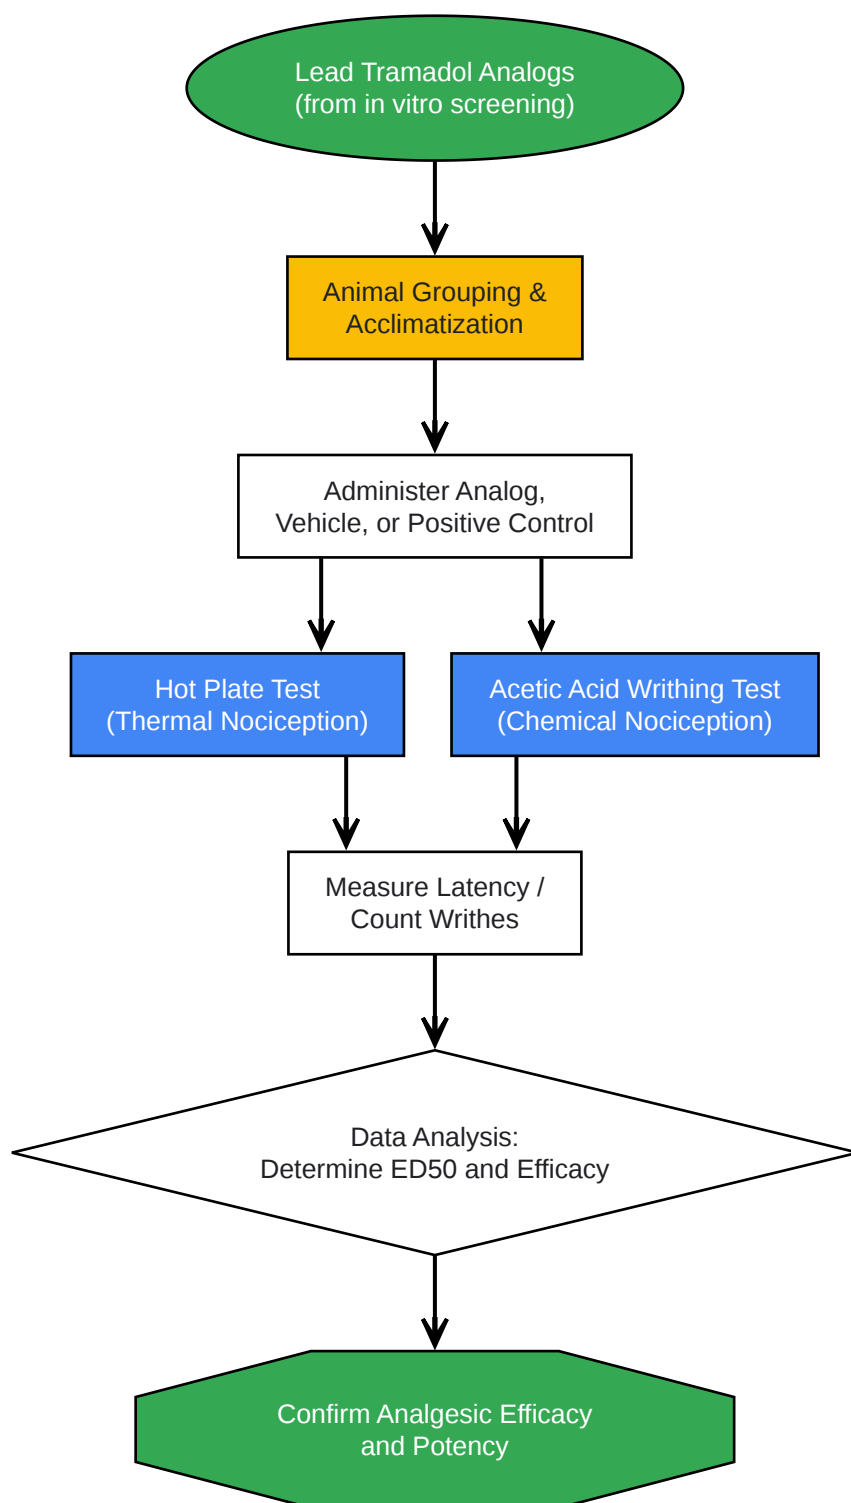 Lead Tramadol Analogs
(from in vitro screening)
Animal Grouping &
Acclimatization
Administer Analog,
Vehicle, or Positive Control
Hot Plate Test
(Thermal Nociception)
Acetic Acid Writhing Test
(Chemical Nociception)
Measure Latency /
Count Writhes
Data Analysis:
Determine ED50 and Efficacy
Confirm Analgesic Efficacy
and Potency